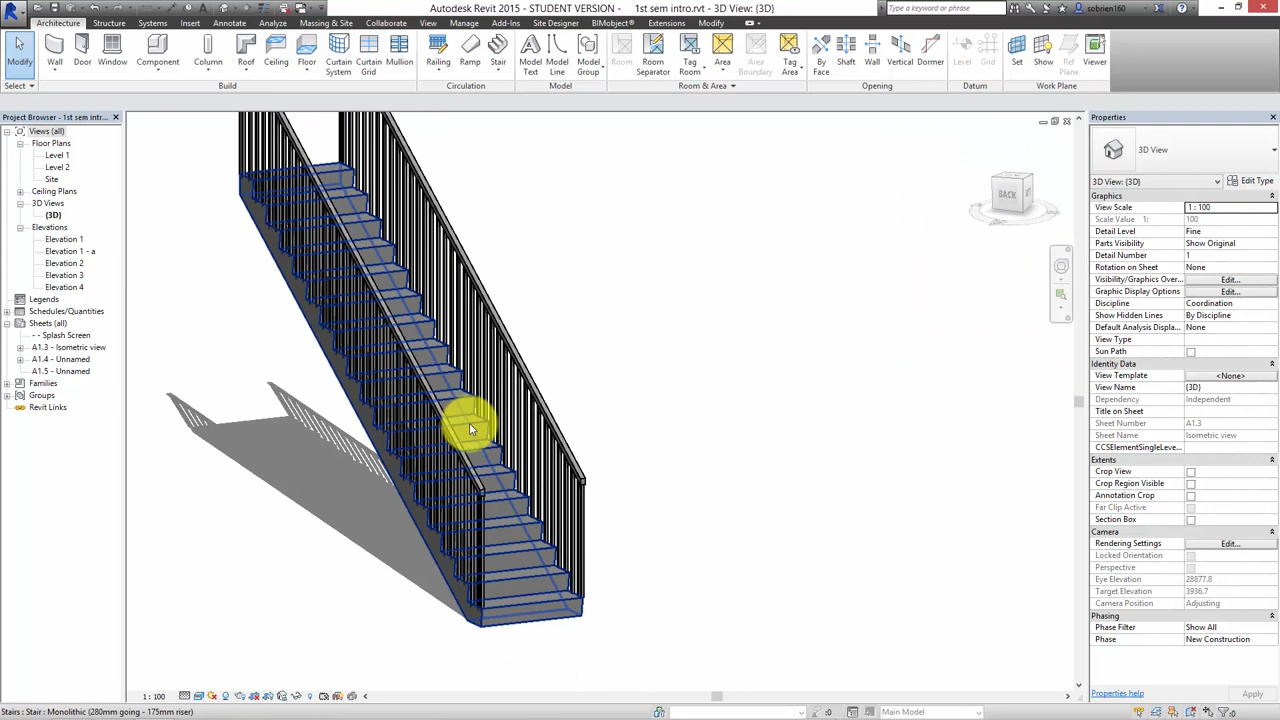 Autodesk Revit 2015 - STUDENT VERSION - 1st sem intro.rvt - 3D View: {3D}
Type a keyword or phrase
sobrien160
Architecture Structure Systems Insert Annotate Analyze Massing & Site Collaborate View Manage Add-Ins Site Designer BIMobject® Extensions Modify
Modify Wall Door Window Component Column Roof Ceiling Floor Curtain System Curtain Grid Mullion Railing Ramp Stair Model Text Model Line Model Group Room Room Separator Tag Room Area Area Boundary Tag Area By Face Shaft Wall Vertical Dormer Level Grid Set Show Ref Plane Viewer
Select Build Circulation Model Room & Area Opening Datum Work Plane
Project Browser - 1st sem intr...
Views (all)
Floor Plans
Level 1
Level 2
Site
Ceiling Plans
3D Views
{3D}
Elevations
Elevation 1
Elevation 1 - a
Elevation 2
Elevation 3
Elevation 4
Legends
Schedules/Quantities
Sheets (all)
- - Splash Screen
A1.3 - Isometric view
A1.4 - Unnamed
A1.5 - Unnamed
Families
Groups
Revit Links
BACK
Properties
3D View
3D View: {3D} Edit Type
Graphics
View Scale 1 : 100
Scale Value 1: 100
Detail Level Fine
Parts Visibility Show Original
Detail Number 1
Rotation on Sheet None
Visibility/Graphics Over... Edit...
Graphic Display Options Edit...
Discipline Coordination
Show Hidden Lines By Discipline
Default Analysis Displa... None
View Type
Sun Path
Identity Data
View Template <None>
View Name {3D}
Dependency Independent
Title on Sheet
Sheet Number A1.3
Sheet Name Isometric view
CCSElementSingleLeve...
Extents
Crop View
Crop Region Visible
Annotation Crop
Far Clip Active
Section Box
Camera
Rendering Settings Edit...
Locked Orientation
Perspective
Eye Elevation 28877.8
Target Elevation 3936.7
Camera Position Adjusting
Phasing
Phase Filter Show All
Phase New Construction
Properties help Apply
1 : 100
Stairs : Stair : Monolithic (280mm going - 175mm riser)
:0 Main Model :0